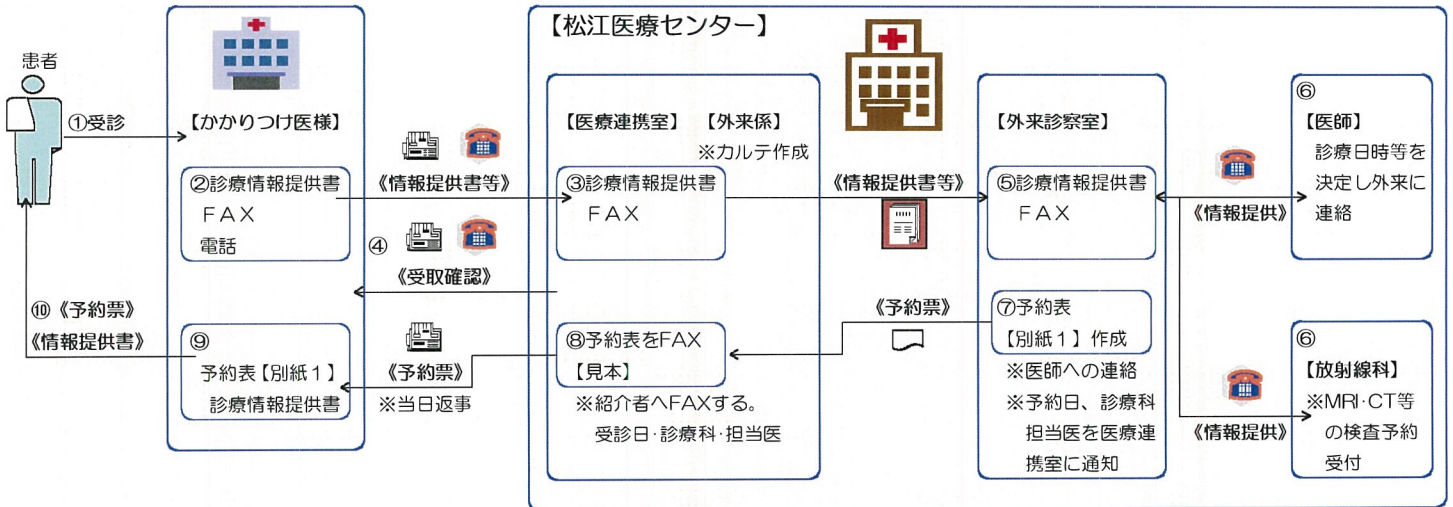 患者
①受診
【かかりつけ医様】
②診療情報提供書
FAX
電話
《情報提供書等》
④
《受取確認》
⑩《予約票》
《情報提供書》
⑨
予約表【別紙1】
診療情報提供書
《予約票》
※当日返事
【松江医療センター】
【医療連携室】
【外来係】
※カルテ作成
③診療情報提供書
FAX
《情報提供書等》
⑧予約表をFAX
【見本】
※紹介者へFAXする。
受診日・診療科・担当医
《予約票》
【外来診察室】
⑤診療情報提供書
FAX
⑦予約表
【別紙1】作成
※医師への連絡
※予約日、診療科
担当医を医療連
携室に通知
《情報提供》
⑥
【医師】
診療日時等を
決定し外来に
連絡
《情報提供》
⑥
【放射線科】
※MRI・CT等
の検査予約
受付